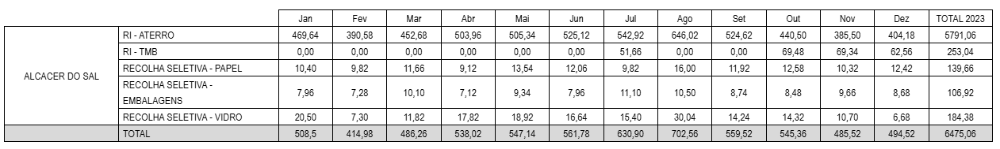 Jan Fev Mar Abr Mai Jun Jul Ago Set Out Nov Dez TOTAL 2023
ALCACER DO SAL
RI - ATERRO 469,64 390,58 452,68 503,96 505,34 525,12 542,92 646,02 524,62 440,50 385,50 404,18 5791,06
RI - TMB 0,00 0,00 0,00 0,00 0,00 0,00 51,66 0,00 0,00 69,48 69,34 62,56 253,04
RECOLHA SELETIVA - PAPEL 10,40 9,82 11,66 9,12 13,54 12,06 9,82 16,00 11,92 12,58 10,32 12,42 139,66
RECOLHA SELETIVA -
EMBALAGENS 7,96 7,28 10,10 7,12 9,34 7,96 11,10 10,50 8,74 8,48 9,66 8,68 106,92
RECOLHA SELETIVA - VIDRO 20,50 7,30 11,82 17,82 18,92 16,64 15,40 30,04 14,24 14,32 10,70 6,68 184,38
TOTAL 508,5 414,98 486,26 538,02 547,14 561,78 630,90 702,56 559,52 545,36 485,52 494,52 6475,06